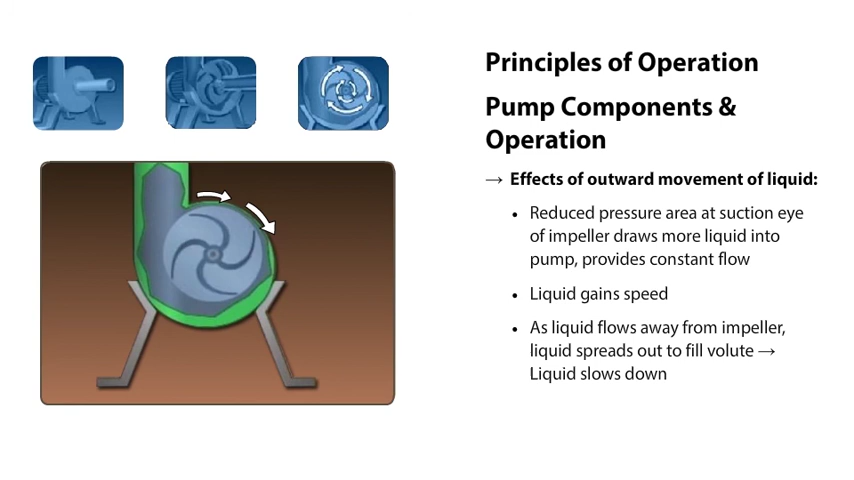 Principles of Operation
Pump Components &
Operation
→ Effects of outward movement of liquid:
• Reduced pressure area at suction eye
of impeller draws more liquid into
pump, provides constant flow
• Liquid gains speed
• As liquid flows away from impeller,
liquid spreads out to fill volute →
Liquid slows down